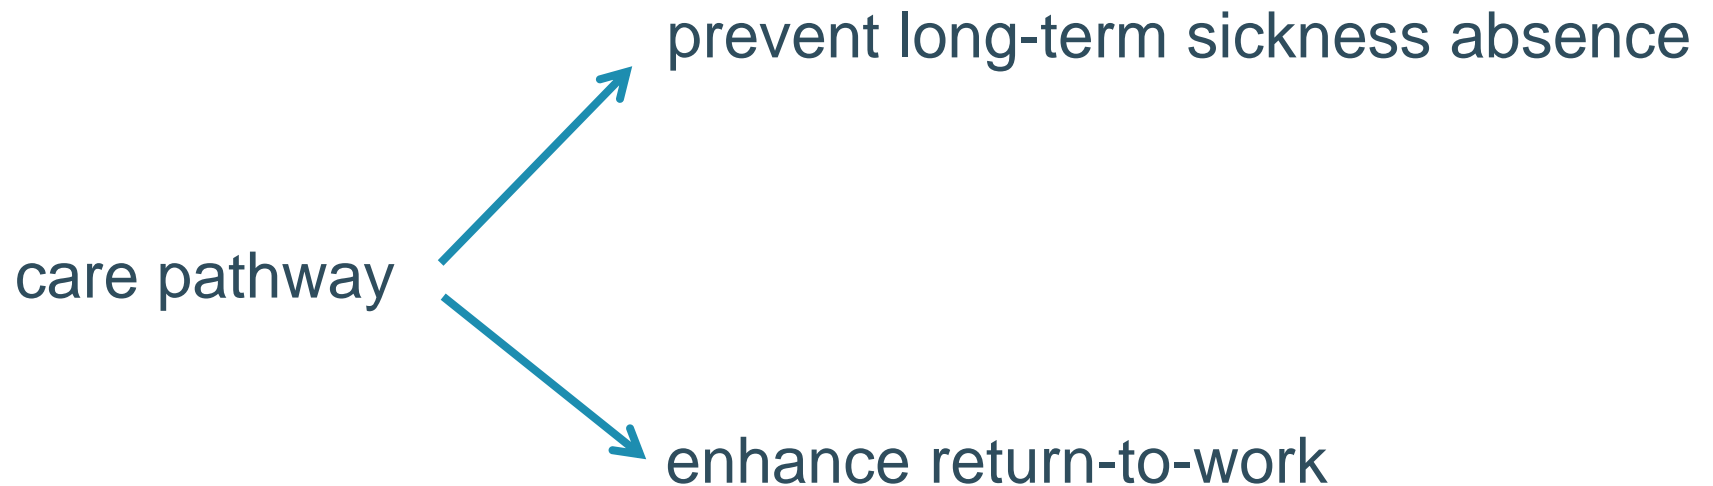 prevent long-term sickness absence
care pathway
enhance return-to-work